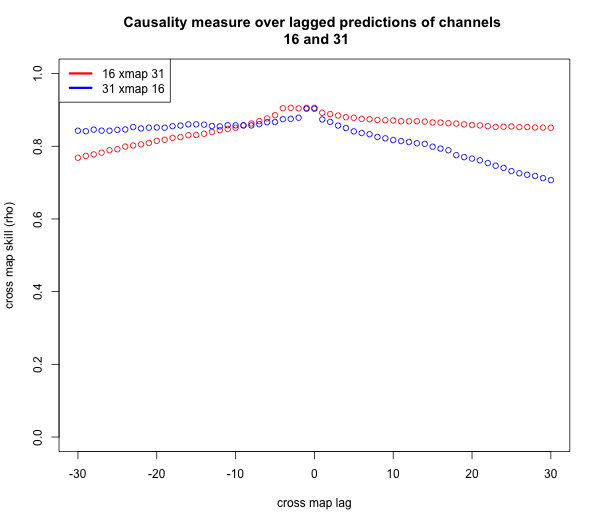 Causality measure over lagged predictions of channels
16 and 31
16 xmap 31
31 xmap 16
cross map skill (rho)
1.0
0.8
0.6
0.4
0.2
0.0
-30 -20 -10 0 10 20 30
cross map lag